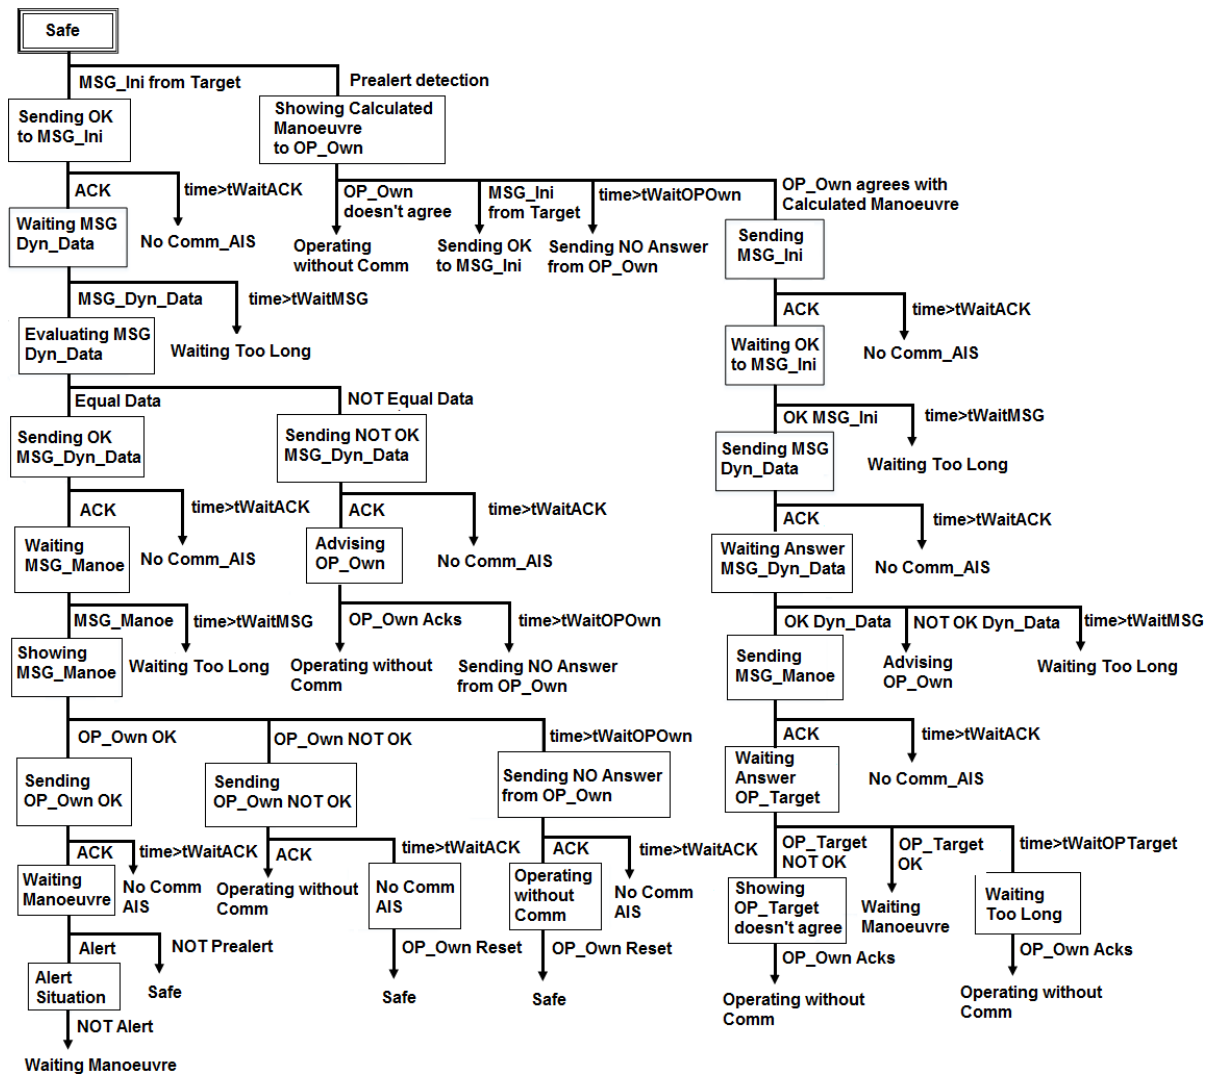 Safe
MSG_Ini from Target
Prealert detection
Sending OK
to MSG_Ini
Showing Calculated
Manoeuvre
to OP_Own
ACK
time>tWaitACK
OP_Own
doesn't agree
MSG_Ini
from Target
time>tWaitOPOwn
OP_Own agrees with
Calculated Manoeuvre
Waiting MSG
Dyn_Data
No Comm_AIS
Operating
without Comm
Sending OK
to MSG_Ini
Sending NO Answer
from OP_Own
Sending
MSG_Ini
MSG_Dyn_Data
time>tWaitMSG
ACK
time>tWaitACK
Evaluating MSG
Dyn_Data
Waiting Too Long
Waiting OK
to MSG_Ini
No Comm_AIS
Equal Data
NOT Equal Data
OK MSG_Ini
time>tWaitMSG
Sending OK
MSG_Dyn_Data
Sending NOT OK
MSG_Dyn_Data
Sending MSG
Dyn_Data
Waiting Too Long
ACK
time>tWaitACK
ACK
time>tWaitACK
ACK
time>tWaitACK
Waiting
MSG_Manoe
No Comm_AIS
Advising
OP_Own
No Comm_AIS
Waiting Answer
MSG_Dyn_Data
No Comm_AIS
MSG_Manoe
time>tWaitMSG
OP_Own Acks
time>tWaitOPOwn
OK Dyn_Data
NOT OK Dyn_Data
time>tWaitMSG
Showing
MSG_Manoe
Waiting Too Long
Operating without
Comm
Sending NO Answer
from OP_Own
Sending
MSG_Manoe
Advising
OP_Own
Waiting Too Long
OP_Own OK
OP_Own NOT OK
time>tWaitOPOwn
ACK
time>tWaitACK
Sending
OP_Own OK
Sending
OP_Own NOT OK
Sending NO Answer
from OP_Own
Waiting
Answer
OP_Target
No Comm_AIS
ACK
time>tWaitACK
ACK
time>tWaitACK
ACK
time>tWaitACK
OP_Target
NOT OK
OP_Target
OK
time>tWaitOPTarget
Waiting
Manoeuvre
No Comm
AIS
Operating without
Comm
No Comm
AIS
Operating
without
Comm
No Comm
AIS
Showing
OP_Target
doesn't agree
Waiting
Manoeuvre
Waiting
Too Long
Alert
NOT Prealert
OP_Own Reset
OP_Own Reset
OP_Own Acks
OP_Own Acks
Alert
Situation
Safe
Safe
Safe
Operating without
Comm
Operating without
Comm
NOT Alert
Waiting Manoeuvre